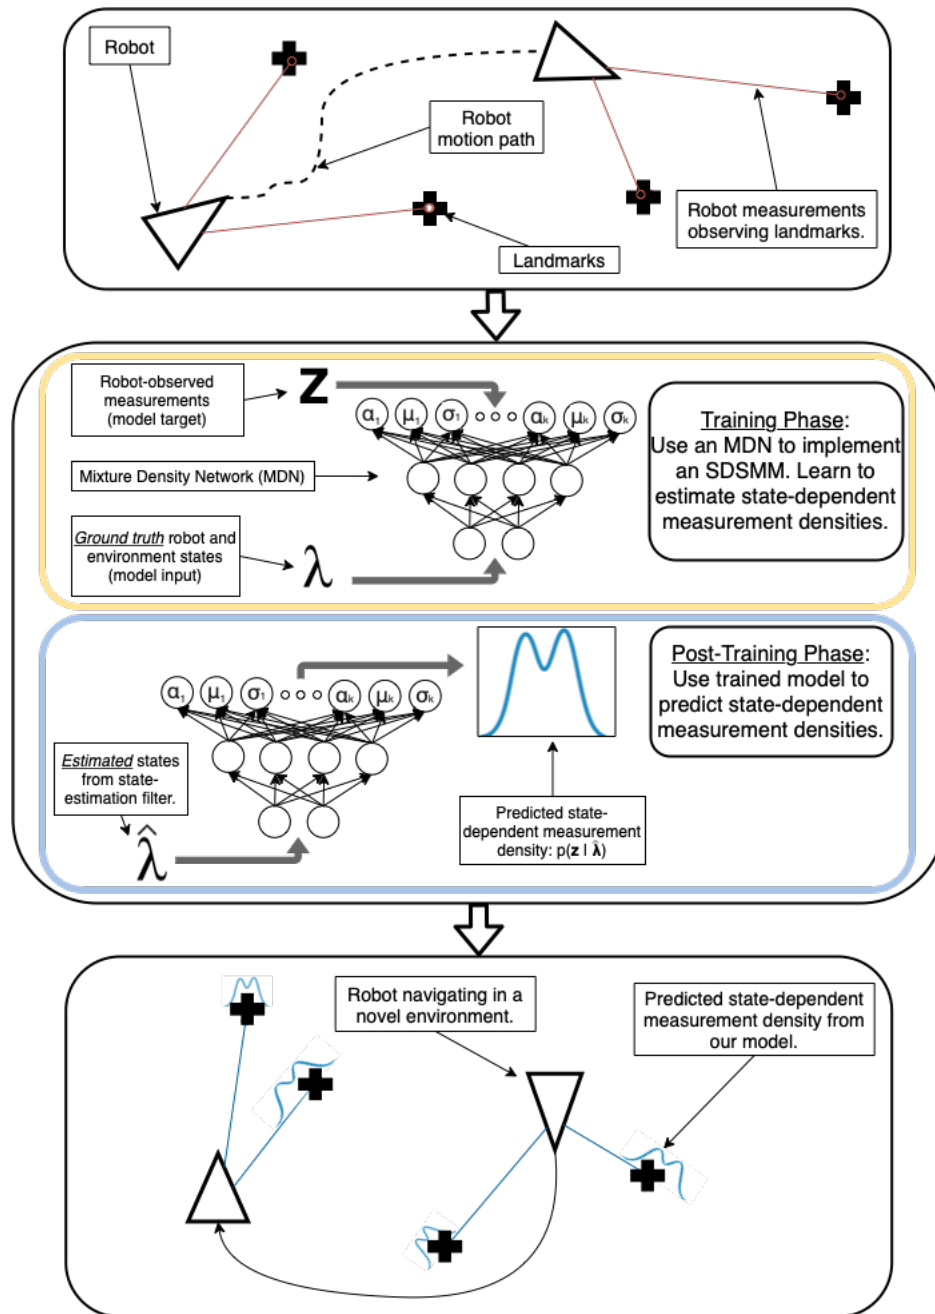 Robot
Robot
motion path
Robot measurements
observing landmarks.
Landmarks
Robot-observed
measurements
(model target)
Z
α₁ μ₁ σ₁ αₖ μₖ σₖ
Training Phase:
Use an MDN to implement
an SDSMM. Learn to
estimate state-dependent
measurement densities.
Mixture Density Network (MDN)
Ground truth robot and
environment states
(model input)
λ
α₁ μ₁ σ₁ αₖ μₖ σₖ
Post-Training Phase:
Use trained model to
predict state-dependent
measurement densities.
Estimated states
from state-
estimation filter.
λ̂
Predicted state-
dependent measurement
density: p(z | λ̂)
Robot navigating in a
novel environment.
Predicted state-dependent
measurement density from
our model.